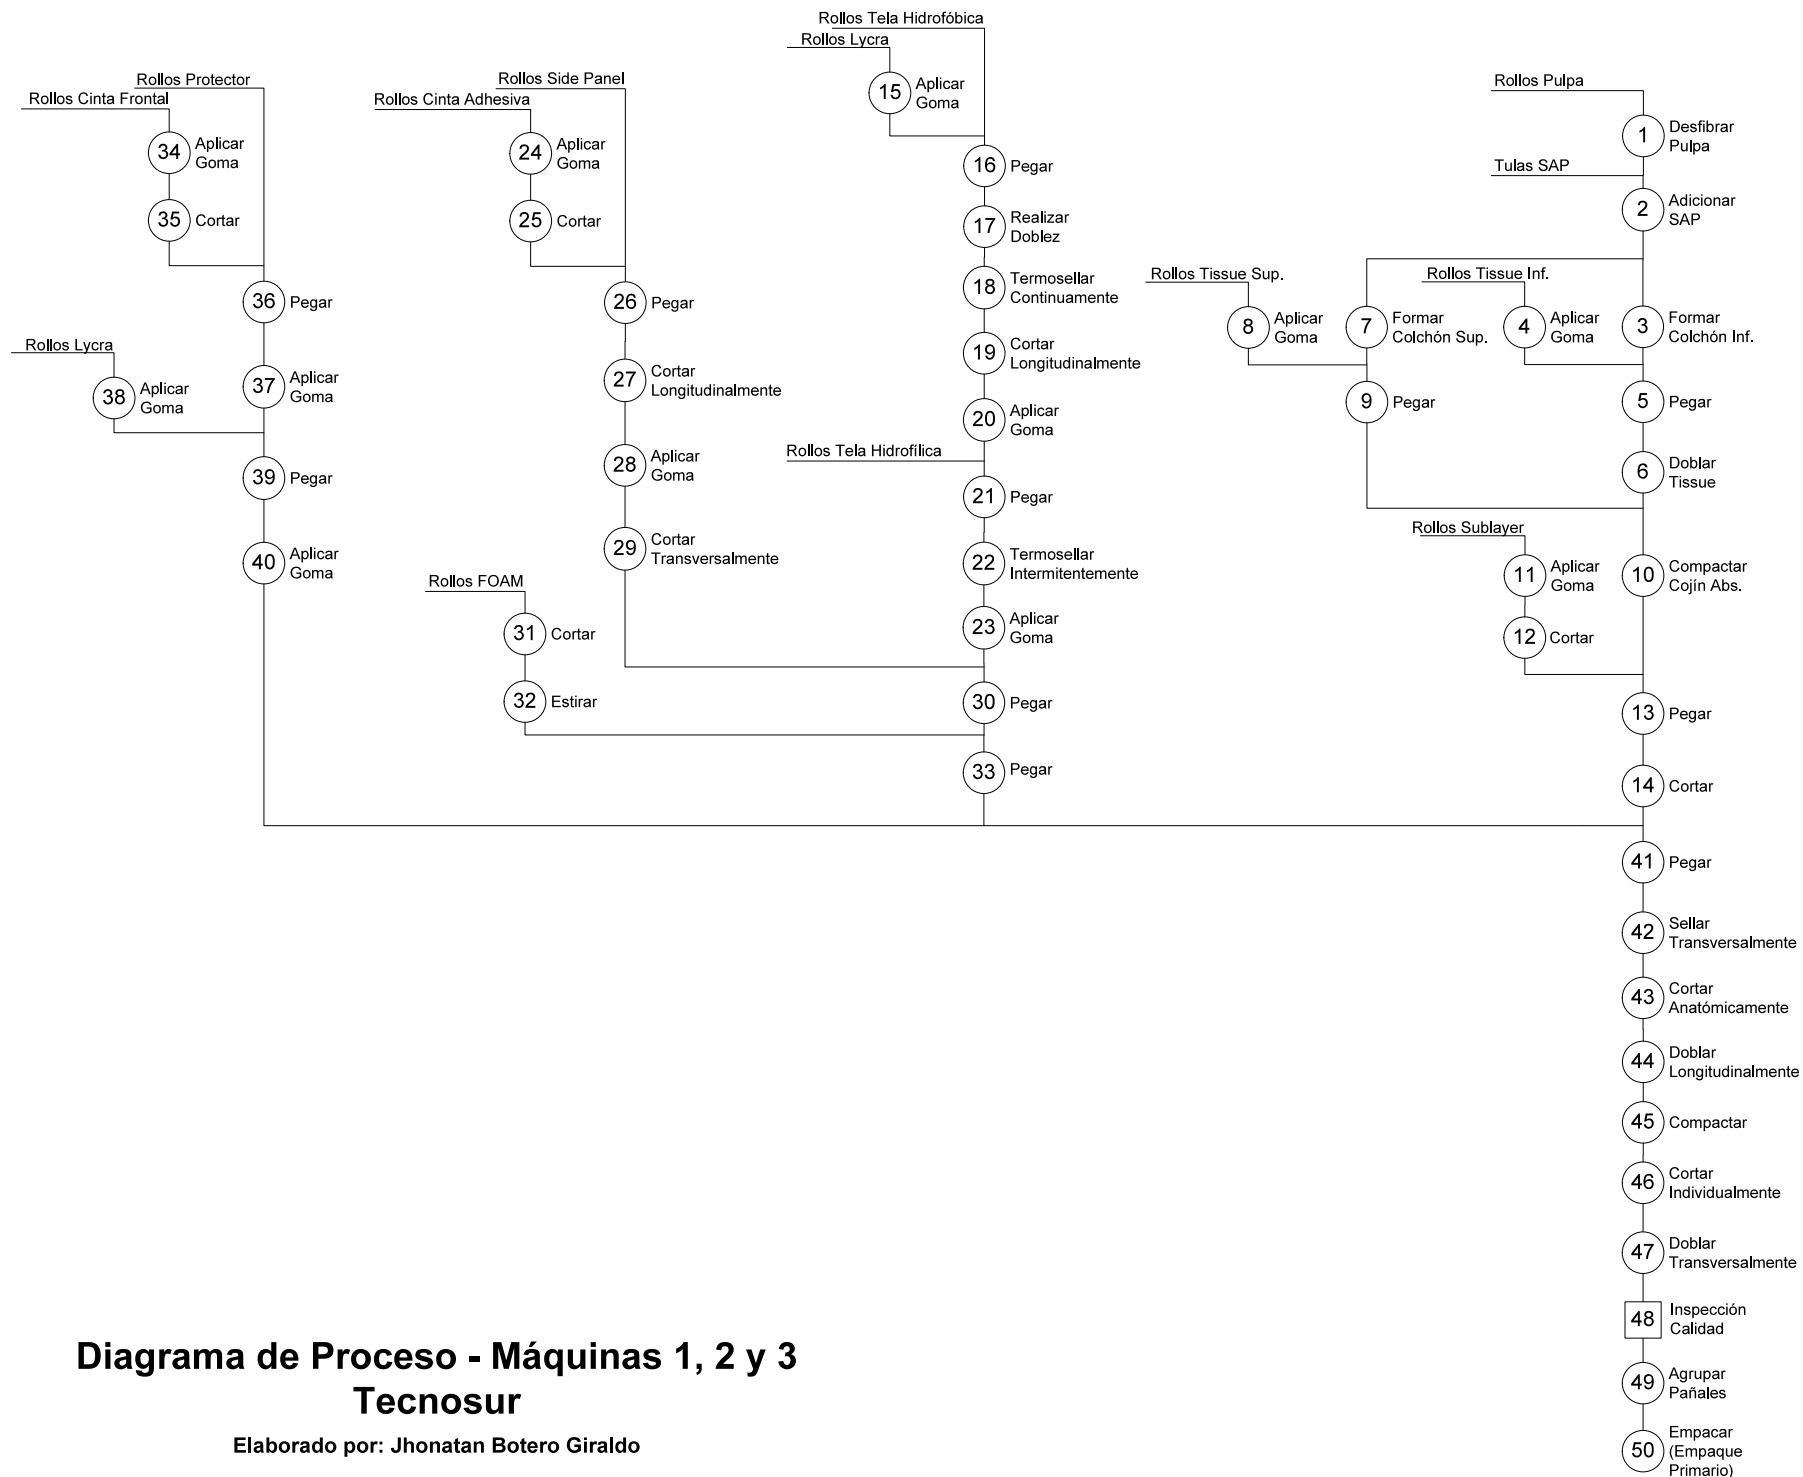 Rollos Protector
Rollos Cinta Frontal
34
Aplicar
Goma
35
Cortar
36
Pegar
Rollos Lycra
38
Aplicar
Goma
37
Aplicar
Goma
39
Pegar
40
Aplicar
Goma
Rollos Side Panel
Rollos Cinta Adhesiva
24
Aplicar
Goma
25
Cortar
26
Pegar
27
Cortar
Longitudinalmente
28
Aplicar
Goma
29
Cortar
Transversalmente
Rollos FOAM
31
Cortar
32
Estirar
Rollos Tela Hidrofóbica
Rollos Lycra
15
Aplicar
Goma
16
Pegar
17
Realizar
Doblez
18
Termosellar
Continuamente
19
Cortar
Longitudinalmente
20
Aplicar
Goma
Rollos Tela Hidrofílica
21
Pegar
22
Termosellar
Intermitentemente
23
Aplicar
Goma
30
Pegar
33
Pegar
Rollos Pulpa
1
Desfibrar
Pulpa
Tulas SAP
2
Adicionar
SAP
Rollos Tissue Sup.
8
Aplicar
Goma
7
Formar
Colchón Sup.
Rollos Tissue Inf.
4
Aplicar
Goma
3
Formar
Colchón Inf.
9
Pegar
5
Pegar
6
Doblar
Tissue
Rollos Sublayer
11
Aplicar
Goma
10
Compactar
Cojín Abs.
12
Cortar
13
Pegar
14
Cortar
41
Pegar
42
Sellar
Transversalmente
43
Cortar
Anatómicamente
44
Doblar
Longitudinalmente
45
Compactar
46
Cortar
Individualmente
47
Doblar
Transversalmente
48
Inspección
Calidad
49
Agrupar
Pañales
50
Empacar
(Empaque
Primario)
Diagrama de Proceso - Máquinas 1, 2 y 3
Tecnosur
Elaborado por: Jhonatan Botero Giraldo